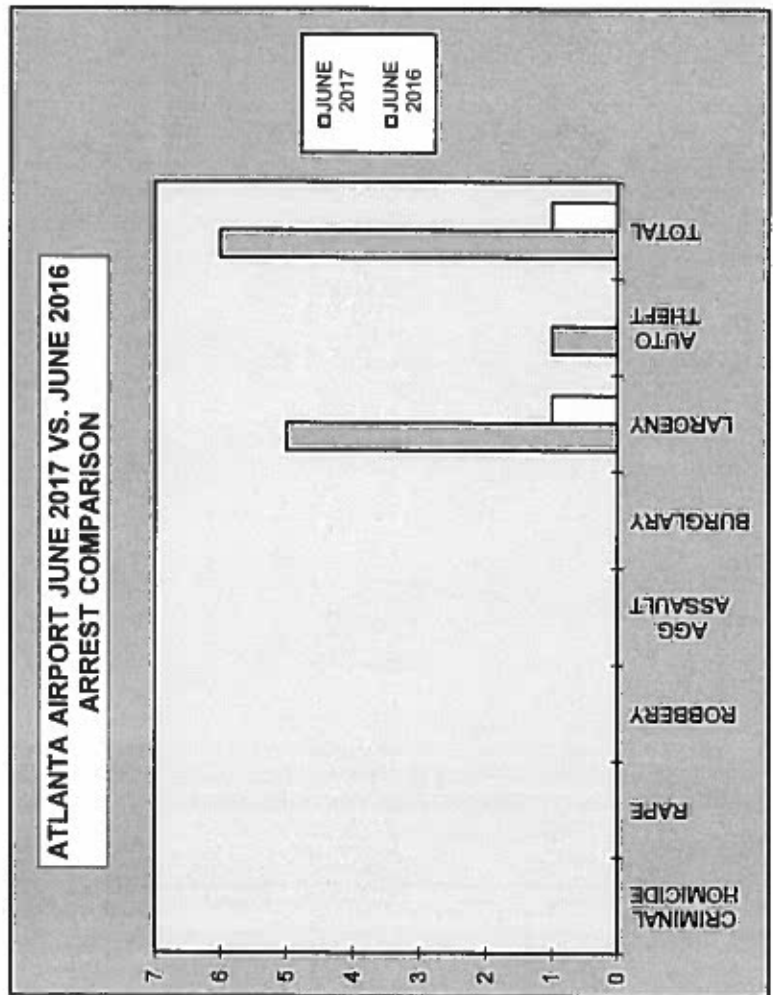 ATLANTA AIRPORT JUNE 2017 VS. JUNE 2016
ARREST COMPARISON
7
6
5
4
3
2
1
0
CRIMINAL
HOMICIDE
RAPE
ROBBERY
AGG.
ASSAULT
BURGLARY
LARCENY
AUTO
THEFT
TOTAL
JUNE
2017
JUNE
2016